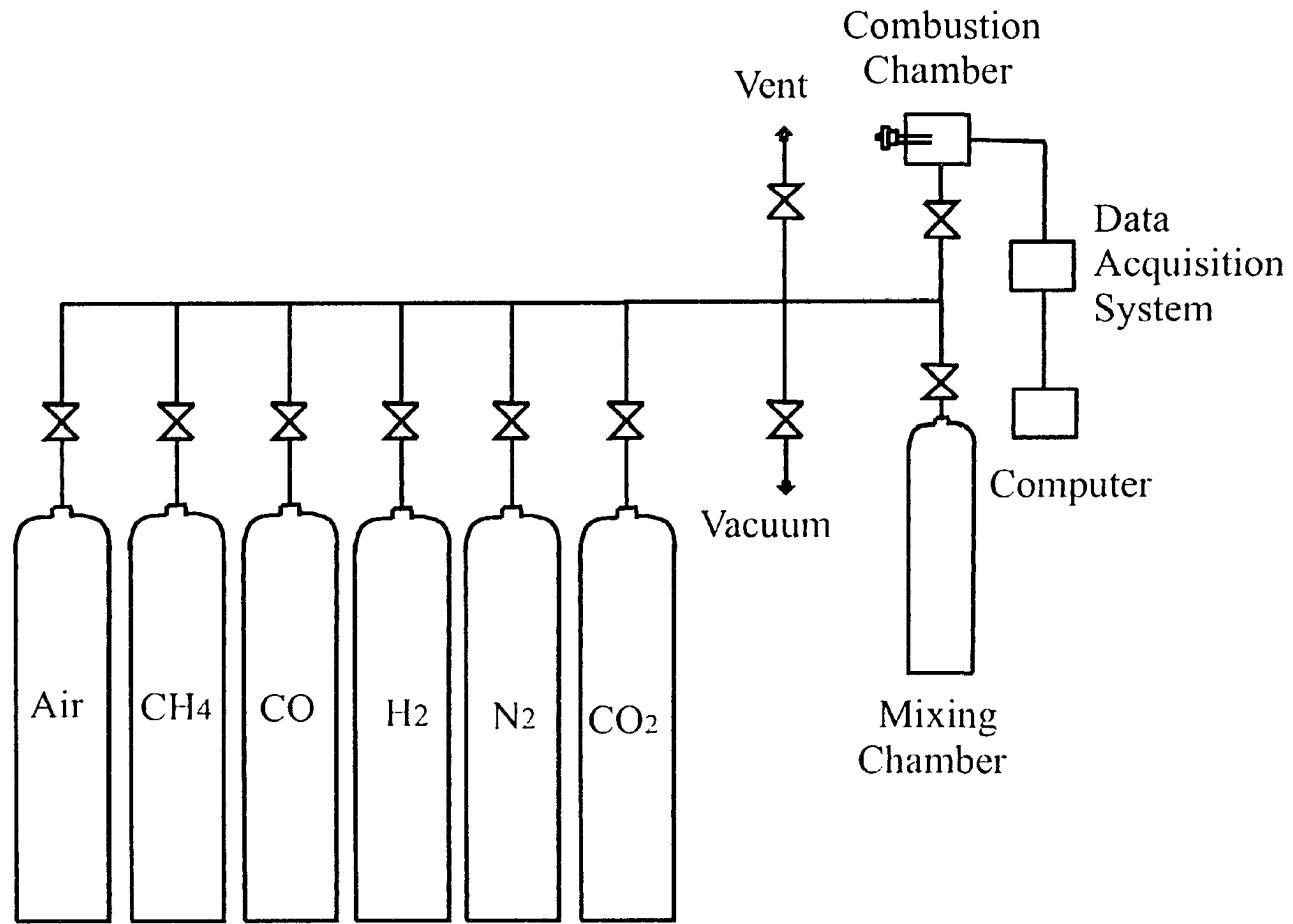 Combustion
Chamber
Vent
Data
Acquisition
System
Computer
Vacuum
Air
CH4
CO
H2
N2
CO2
Mixing
Chamber